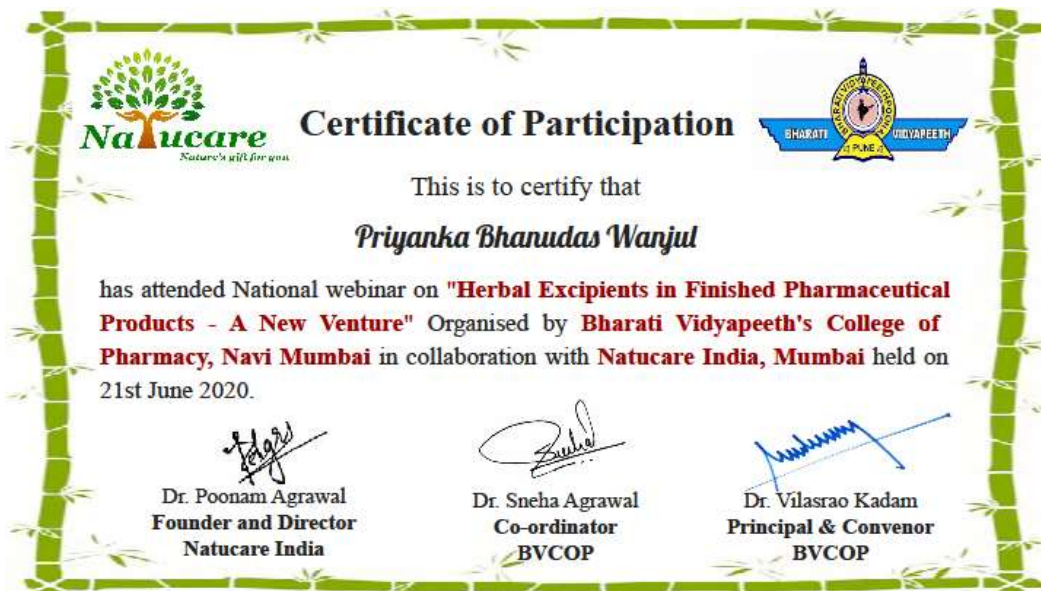 Natucare
Nature's gift for you
Certificate of Participation
BHARATI VIDYAPEETH
BHARATI VIDYAPEETH
PUNE
This is to certify that
Priyanka Bhanudas Wanjul
has attended National webinar on "Herbal Excipients in Finished Pharmaceutical
Products - A New Venture" Organised by Bharati Vidyapeeth's College of
Pharmacy, Navi Mumbai in collaboration with Natucare India, Mumbai held on
21st June 2020.
Dr. Poonam Agrawal
Founder and Director
Natucare India
Dr. Sneha Agrawal
Co-ordinator
BVCOP
Dr. Vilasrao Kadam
Principal & Convenor
BVCOP